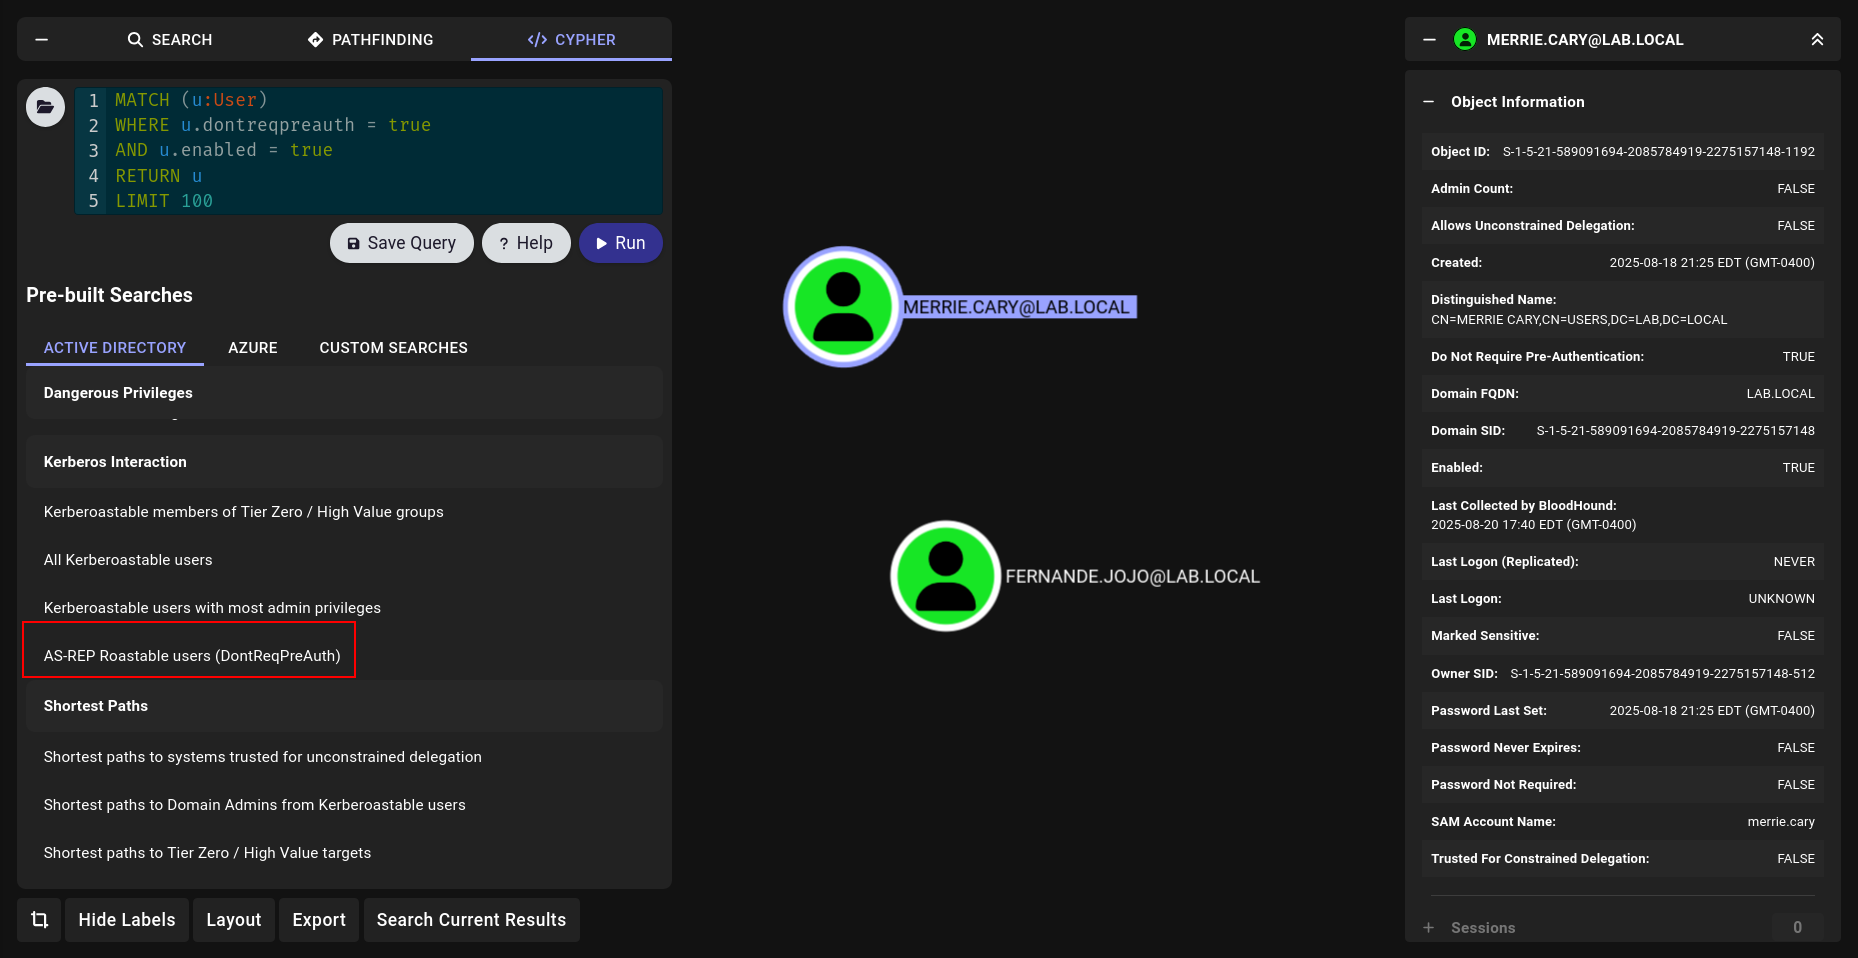 SEARCH
PATHFINDING
CYPHER
1 MATCH (u:User)
2 WHERE u.dontreqpreauth = true
3 AND u.enabled = true
4 RETURN u
5 LIMIT 100
Save Query
? Help
Run
Pre-built Searches
ACTIVE DIRECTORY
AZURE
CUSTOM SEARCHES
Dangerous Privileges
Kerberos Interaction
Kerberoastable members of Tier Zero / High Value groups
All Kerberoastable users
Kerberoastable users with most admin privileges
AS-REP Roastable users (DontReqPreAuth)
Shortest Paths
Shortest paths to systems trusted for unconstrained delegation
Shortest paths to Domain Admins from Kerberoastable users
Shortest paths to Tier Zero / High Value targets
Hide Labels
Layout
Export
Search Current Results
MERRIE.CARY@LAB.LOCAL
FERNANDE.JOJO@LAB.LOCAL
MERRIE.CARY@LAB.LOCAL
Object Information
Object ID: S-1-5-21-589091694-2085784919-2275157148-1192
Admin Count: FALSE
Allows Unconstrained Delegation: FALSE
Created: 2025-08-18 21:25 EDT (GMT-0400)
Distinguished Name:
CN=MERRIE CARY,CN=USERS,DC=LAB,DC=LOCAL
Do Not Require Pre-Authentication: TRUE
Domain FQDN: LAB.LOCAL
Domain SID: S-1-5-21-589091694-2085784919-2275157148
Enabled: TRUE
Last Collected by BloodHound:
2025-08-20 17:40 EDT (GMT-0400)
Last Logon (Replicated): NEVER
Last Logon: UNKNOWN
Marked Sensitive: FALSE
Owner SID: S-1-5-21-589091694-2085784919-2275157148-512
Password Last Set: 2025-08-18 21:25 EDT (GMT-0400)
Password Never Expires: FALSE
Password Not Required: FALSE
SAM Account Name: merrie.cary
Trusted For Constrained Delegation: FALSE
Sessions 0